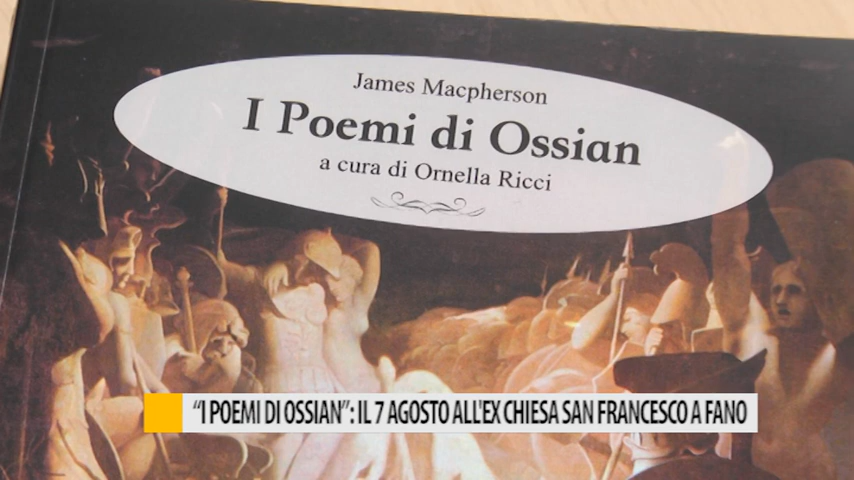 James Macpherson
I Poemi di Ossian
a cura di Ornella Ricci
“I POEMI DI OSSIAN”: IL 7 AGOSTO ALL'EX CHIESA SAN FRANCESCO A FANO